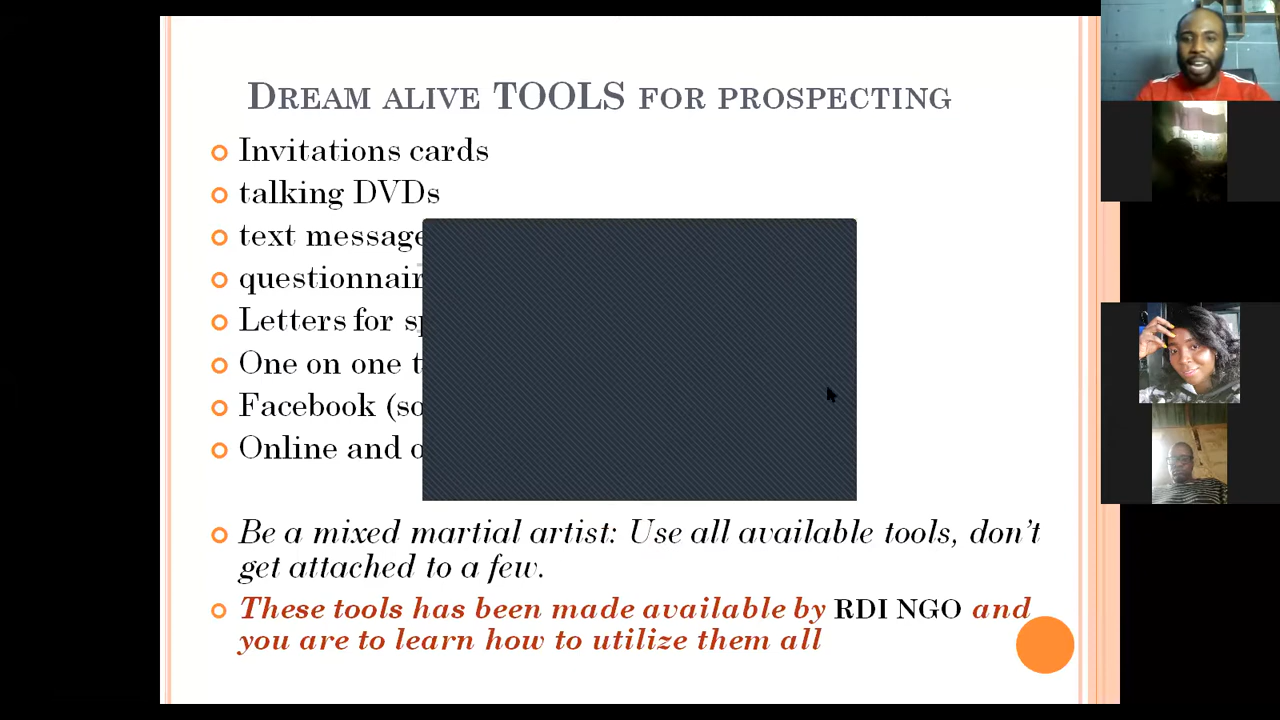 DREAM ALIVE TOOLS FOR PROSPECTING
Invitations cards
talking DVDs
text message
questionnair
Letters for sp
One on one t
Facebook (so
Online and o
Be a mixed martial artist: Use all available tools, don't
get attached to a few.
These tools has been made available by RDI NGO and
you are to learn how to utilize them all